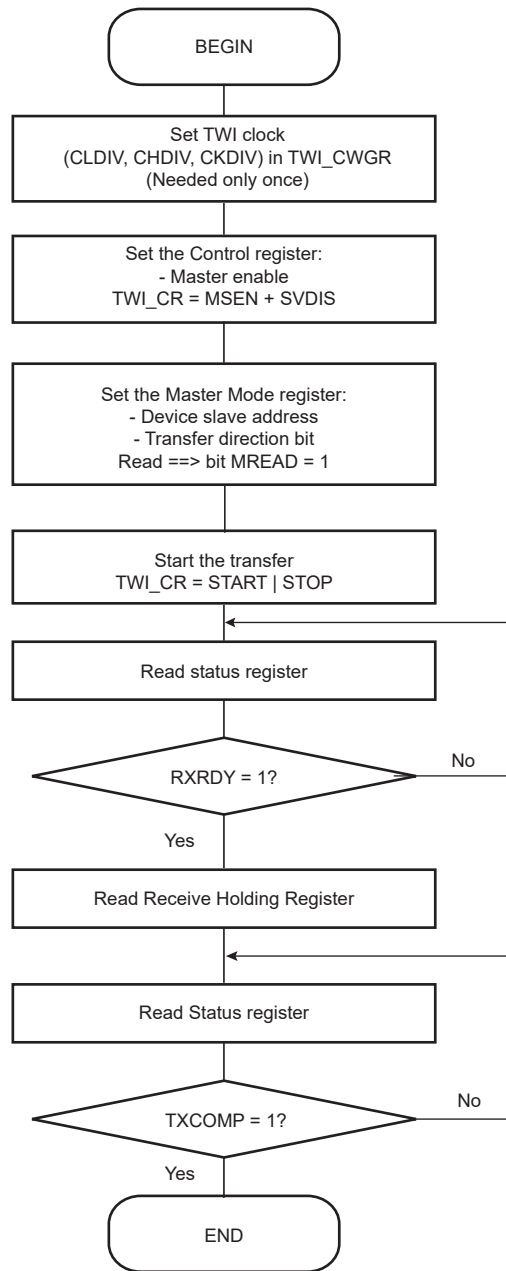 BEGIN
Set TWI clock
(CLDIV, CHDIV, CKDIV) in TWI_CWGR
(Needed only once)
Set the Control register:
- Master enable
TWI_CR = MSEN + SVDIS
Set the Master Mode register:
- Device slave address
- Transfer direction bit
Read ==> bit MREAD = 1
Start the transfer
TWI_CR = START | STOP
Read status register
RXRDY = 1?
No
Yes
Read Receive Holding Register
Read Status register
TXCOMP = 1?
No
Yes
END